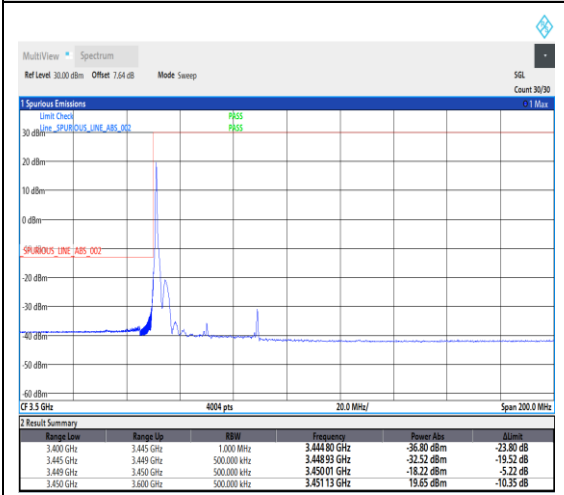 MultiView Spectrum
Ref Level 30.00 dBm Offset 7.64 dB Mode Sweep SGL
Count 30/30
1 Spurious Emissions 1 Max
Limit Check PASS
Line _SPURIOUS_LINE_ABS_002 PASS
30 dBm
20 dBm
10 dBm
0 dBm
_SPURIOUS_LINE_ABS_002
-20 dBm
-30 dBm
-40 dBm
-50 dBm
-60 dBm
CF 3.5 GHz 4004 pts 20.0 MHz/ Span 200.0 MHz
2 Result Summary
Range Low Range Up RBW Frequency Power Abs ΔLimit
3.400 GHz 3.445 GHz 1.000 MHz 3.444 80 GHz -36.80 dBm -23.80 dB
3.445 GHz 3.449 GHz 500.000 kHz 3.448 93 GHz -32.52 dBm -19.52 dB
3.449 GHz 3.450 GHz 500.000 kHz 3.450 01 GHz -18.22 dBm -5.22 dB
3.450 GHz 3.600 GHz 500.000 kHz 3.451 13 GHz 19.65 dBm -10.35 dB